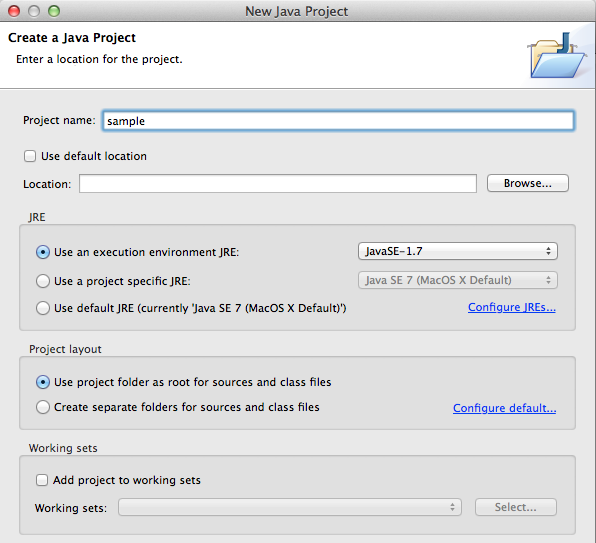 New Java Project
Create a Java Project
Enter a location for the project.
Project name: sample
Use default location
Location: Browse...
JRE
Use an execution environment JRE: JavaSE-1.7
Use a project specific JRE: Java SE 7 (MacOS X Default)
Use default JRE (currently 'Java SE 7 (MacOS X Default)') Configure JREs...
Project layout
Use project folder as root for sources and class files
Create separate folders for sources and class files Configure default...
Working sets
Add project to working sets
Working sets: Select...